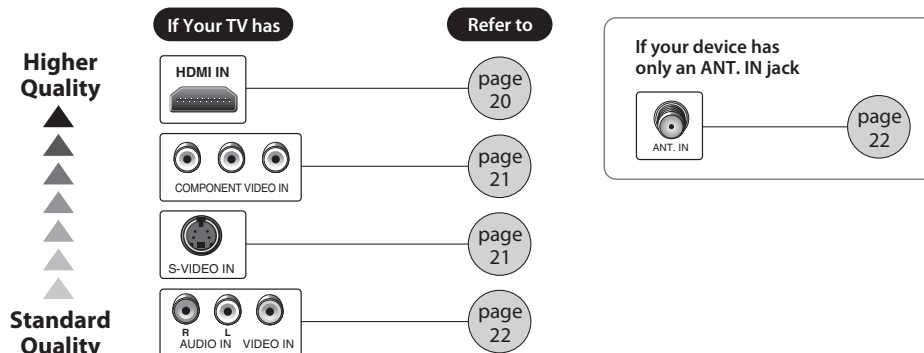 If Your TV has
Refer to
Higher
Quality
HDMI IN
page
20
COMPONENT VIDEO IN
page
21
S-VIDEO IN
page
21
R L
AUDIO IN VIDEO IN
page
22
Standard
Quality
If your device has
only an ANT. IN jack
ANT. IN
page
22